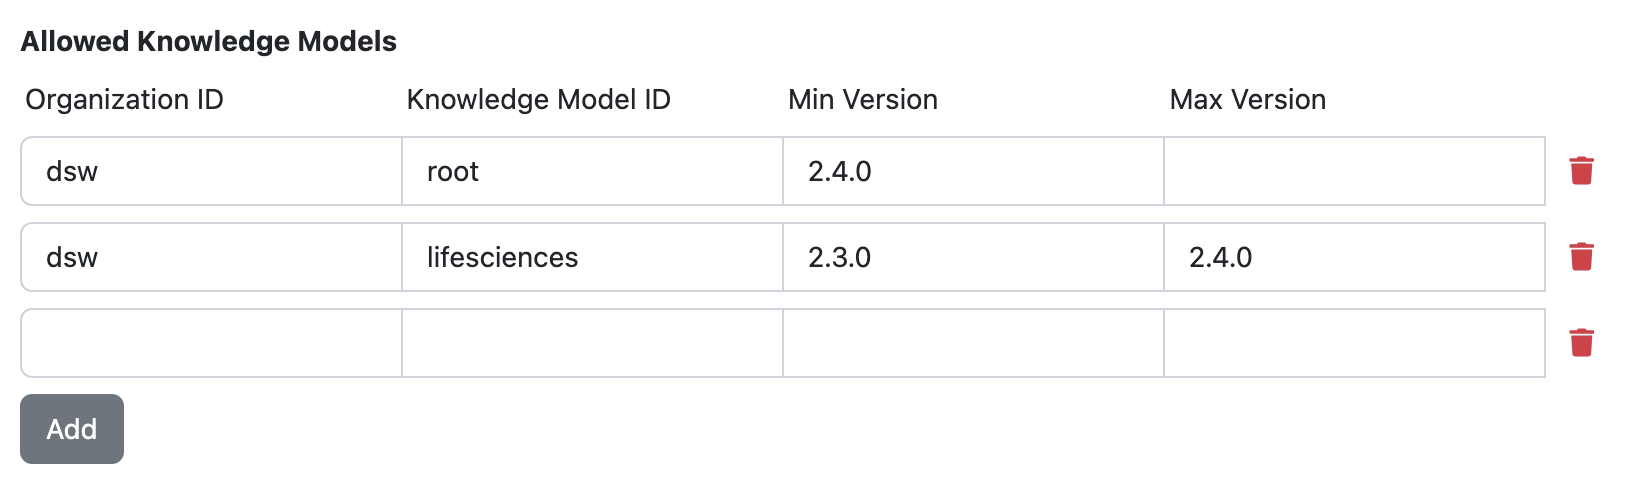 Allowed Knowledge Models
Organization ID Knowledge Model ID Min Version Max Version
dsw root 2.4.0
dsw lifesciences 2.3.0 2.4.0
Add